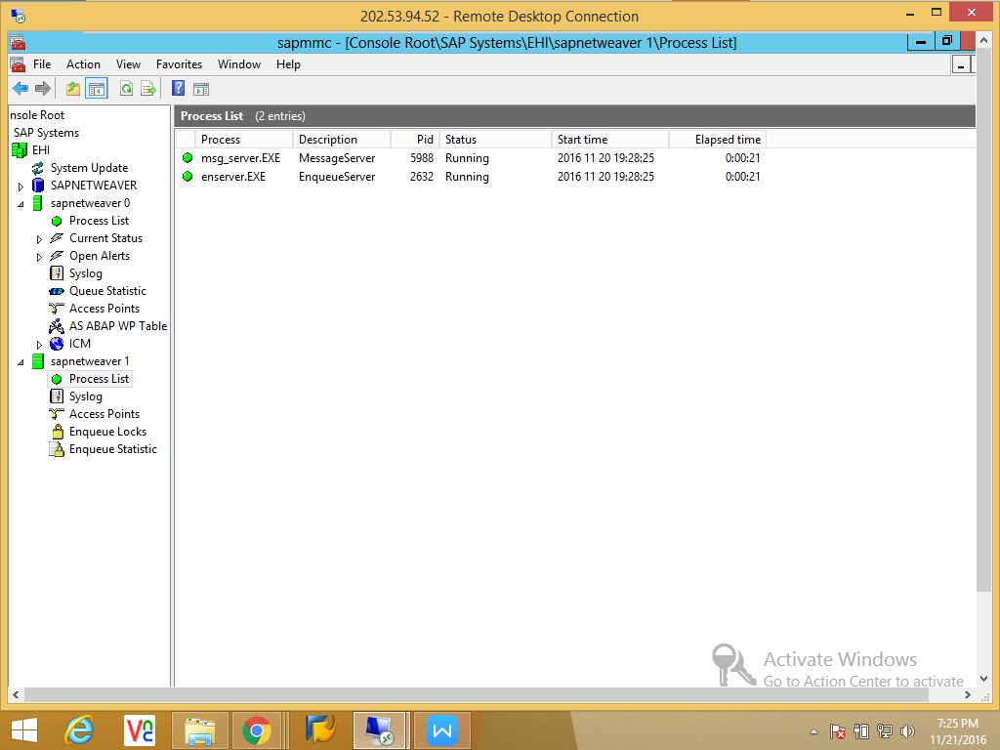 202.53.94.52 - Remote Desktop Connection
sapmmc - [Console Root\SAP Systems\EHI\sapnetweaver 1\Process List]
File Action View Favorites Window Help
nsole Root
SAP Systems
EHI
System Update
SAPNETWEAVER
sapnetweaver 0
Process List
Current Status
Open Alerts
Syslog
Queue Statistic
Access Points
AS ABAP WP Table
ICM
sapnetweaver 1
Process List
Syslog
Access Points
Enqueue Locks
Enqueue Statistic
Process List (2 entries)
Process Description Pid Status Start time Elapsed time
msg_server.EXE MessageServer 5988 Running 2016 11 20 19:28:25 0:00:21
enserver.EXE EnqueueServer 2632 Running 2016 11 20 19:28:25 0:00:21
Activate Windows
Go to Action Center to activate
7:25 PM
11/21/2016